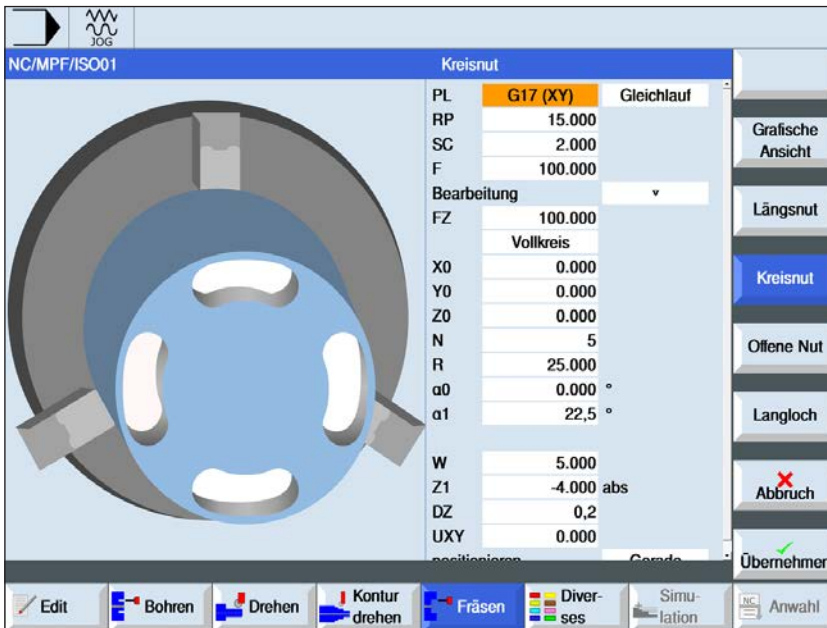 JOG
NC/MPF/ISO01
Kreisnut
PL G17 (XY) Gleichlauf
RP 15.000
SC 2.000
F 100.000
Bearbeitung ▿
FZ 100.000
Vollkreis
X0 0.000
Y0 0.000
Z0 0.000
N 5
R 25.000
α0 0.000 °
α1 22,5 °
W 5.000
Z1 -4.000 abs
DZ 0,2
UXY 0.000
positionieren Gerade
Grafische
Ansicht
Längsnut
Kreisnut
Offene Nut
Langloch
Abbruch
Übernehmen
Edit
Bohren
Drehen
Kontur
drehen
Fräsen
Diver-
ses
Simu-
lation
NC
Anwahl